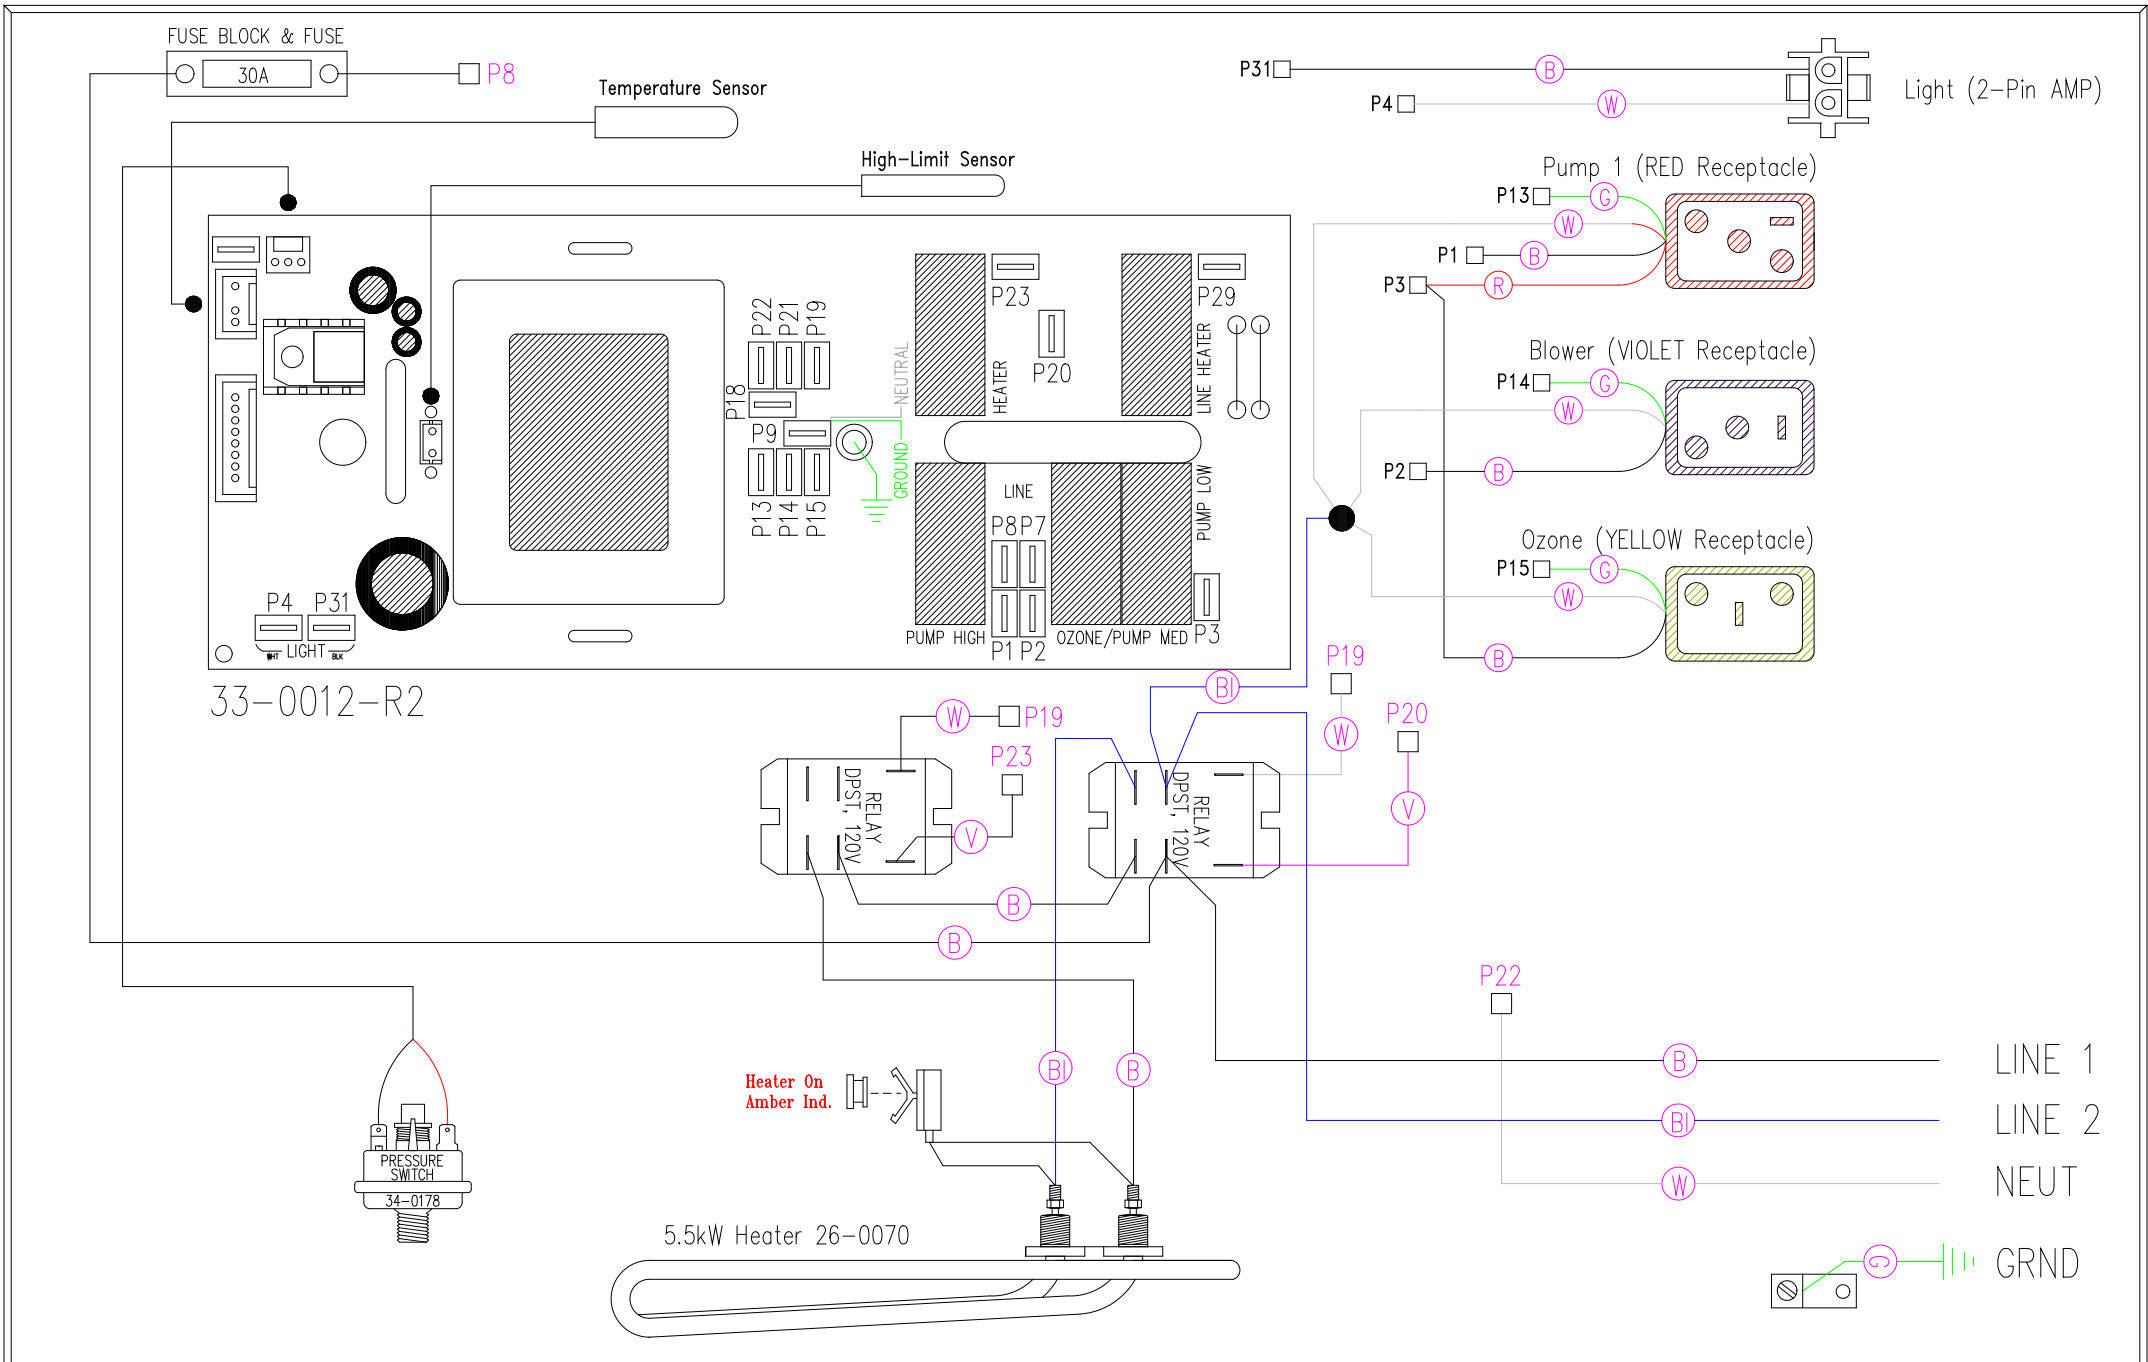 FUSE BLOCK & FUSE
30A
P8
Temperature Sensor
High-Limit Sensor
P31
B
P4
W
Light (2-Pin AMP)
Pump 1 (RED Receptacle)
P13
G
W
P1
B
P3
R
Blower (VIOLET Receptacle)
P14
G
W
P2
B
Ozone (YELLOW Receptacle)
P15
G
W
B
P22
P21
P19
P18
P9
P13
P14
P15
NEUTRAL
GROUND
HEATER
P23
P20
P29
LINE HEATER
LINE
P8
P7
P1
P2
PUMP HIGH
OZONE/PUMP MED
PUMP LOW
P3
P4
P31
WHT
LIGHT
BLK
33-0012-R2
W
P19
P23
V
RELAY
DPST, 120V
Bl
P19
W
P20
V
RELAY
DPST, 120V
B
B
P22
Bl
B
Heater On
Amber Ind.
PRESSURE
SWITCH
34-0178
5.5kW Heater 26-0070
B
LINE 1
Bl
LINE 2
W
NEUT
G
GRND